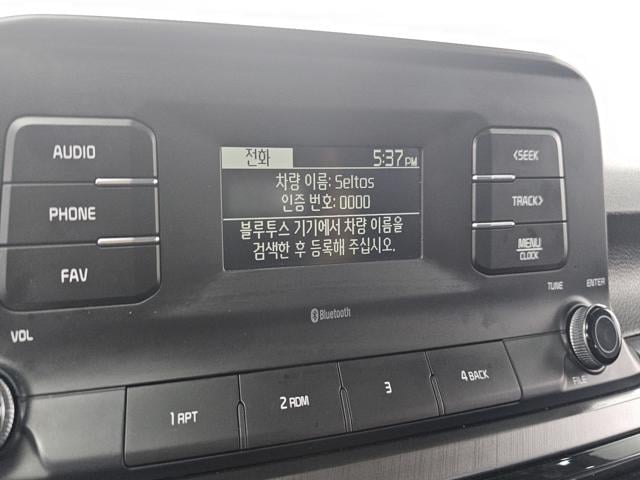 전화 5:37 PM
차량 이름: Seltos
인증 번호: 0000
블루투스 기기에서 차량 이름을
검색한 후 등록해 주십시오.
AUDIO
PHONE
FAV
<SEEK
TRACK>
MENU
CLOCK
VOL
TUNE
ENTER
FILE
Bluetooth
1 RPT
2 RDM
3
4 BACK